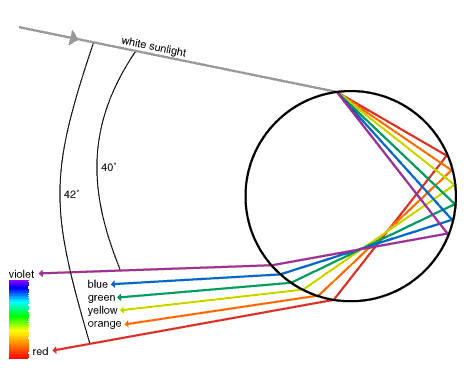 white sunlight
40°
42°
violet
blue
green
yellow
orange
red